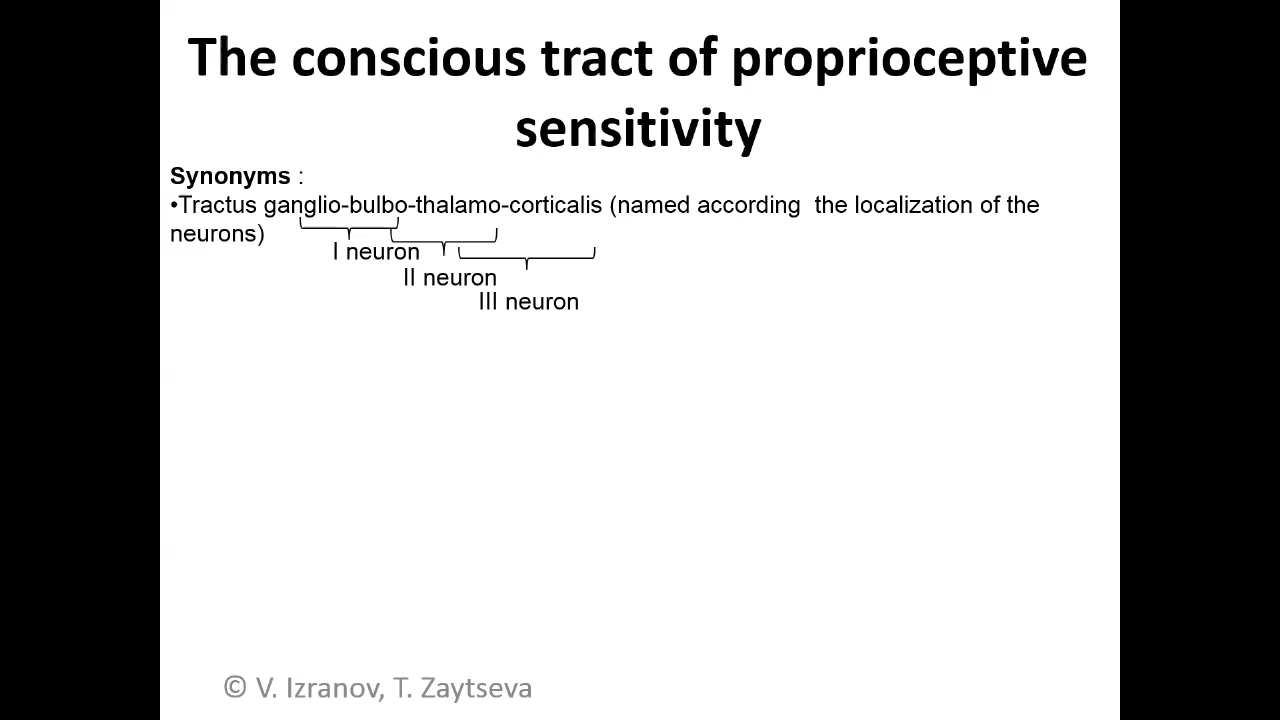 The conscious tract of proprioceptive
sensitivity
Synonyms :
•Tractus ganglio-bulbo-thalamo-corticalis (named according  the localization of the
neurons)
I neuron
II neuron
III neuron
© V. Izranov, T. Zaytseva